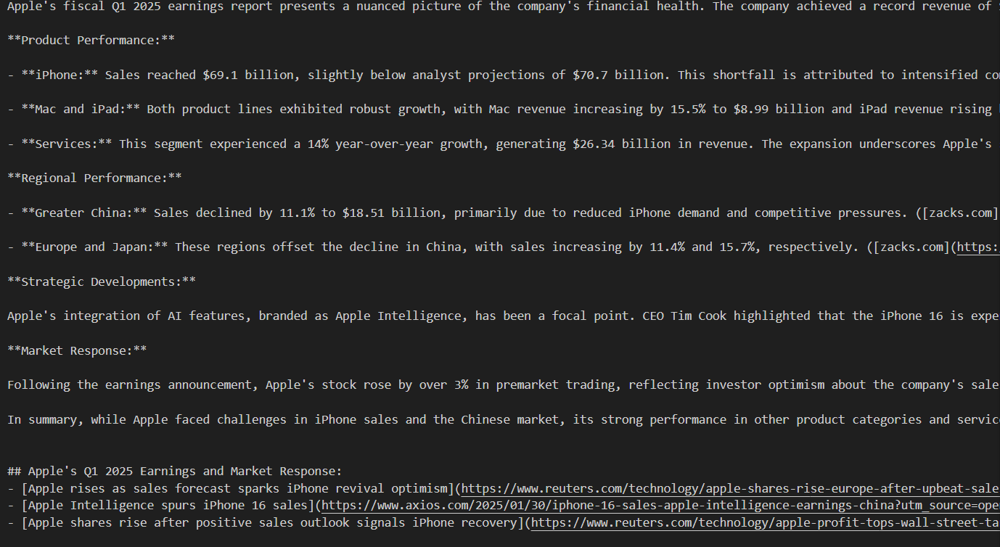 Apple's fiscal Q1 2025 earnings report presents a nuanced picture of the company's financial health. The company achieved a record revenue of
**Product Performance:**
- **iPhone:** Sales reached $69.1 billion, slightly below analyst projections of $70.7 billion. This shortfall is attributed to intensified co
- **Mac and iPad:** Both product lines exhibited robust growth, with Mac revenue increasing by 15.5% to $8.99 billion and iPad revenue rising
- **Services:** This segment experienced a 14% year-over-year growth, generating $26.34 billion in revenue. The expansion underscores Apple's
**Regional Performance:**
- **Greater China:** Sales declined by 11.1% to $18.51 billion, primarily due to reduced iPhone demand and competitive pressures. ([zacks.com]
- **Europe and Japan:** These regions offset the decline in China, with sales increasing by 11.4% and 15.7%, respectively. ([zacks.com](https:
**Strategic Developments:**
Apple's integration of AI features, branded as Apple Intelligence, has been a focal point. CEO Tim Cook highlighted that the iPhone 16 is expe
**Market Response:**
Following the earnings announcement, Apple's stock rose by over 3% in premarket trading, reflecting investor optimism about the company's sale
In summary, while Apple faced challenges in iPhone sales and the Chinese market, its strong performance in other product categories and servic
## Apple's Q1 2025 Earnings and Market Response:
- [Apple rises as sales forecast sparks iPhone revival optimism](https://www.reuters.com/technology/apple-shares-rise-europe-after-upbeat-sale
- [Apple Intelligence spurs iPhone 16 sales](https://www.axios.com/2025/01/30/iphone-16-sales-apple-intelligence-earnings-china?utm_source=ope
- [Apple shares rise after positive sales outlook signals iPhone recovery](https://www.reuters.com/technology/apple-profit-tops-wall-street-ta